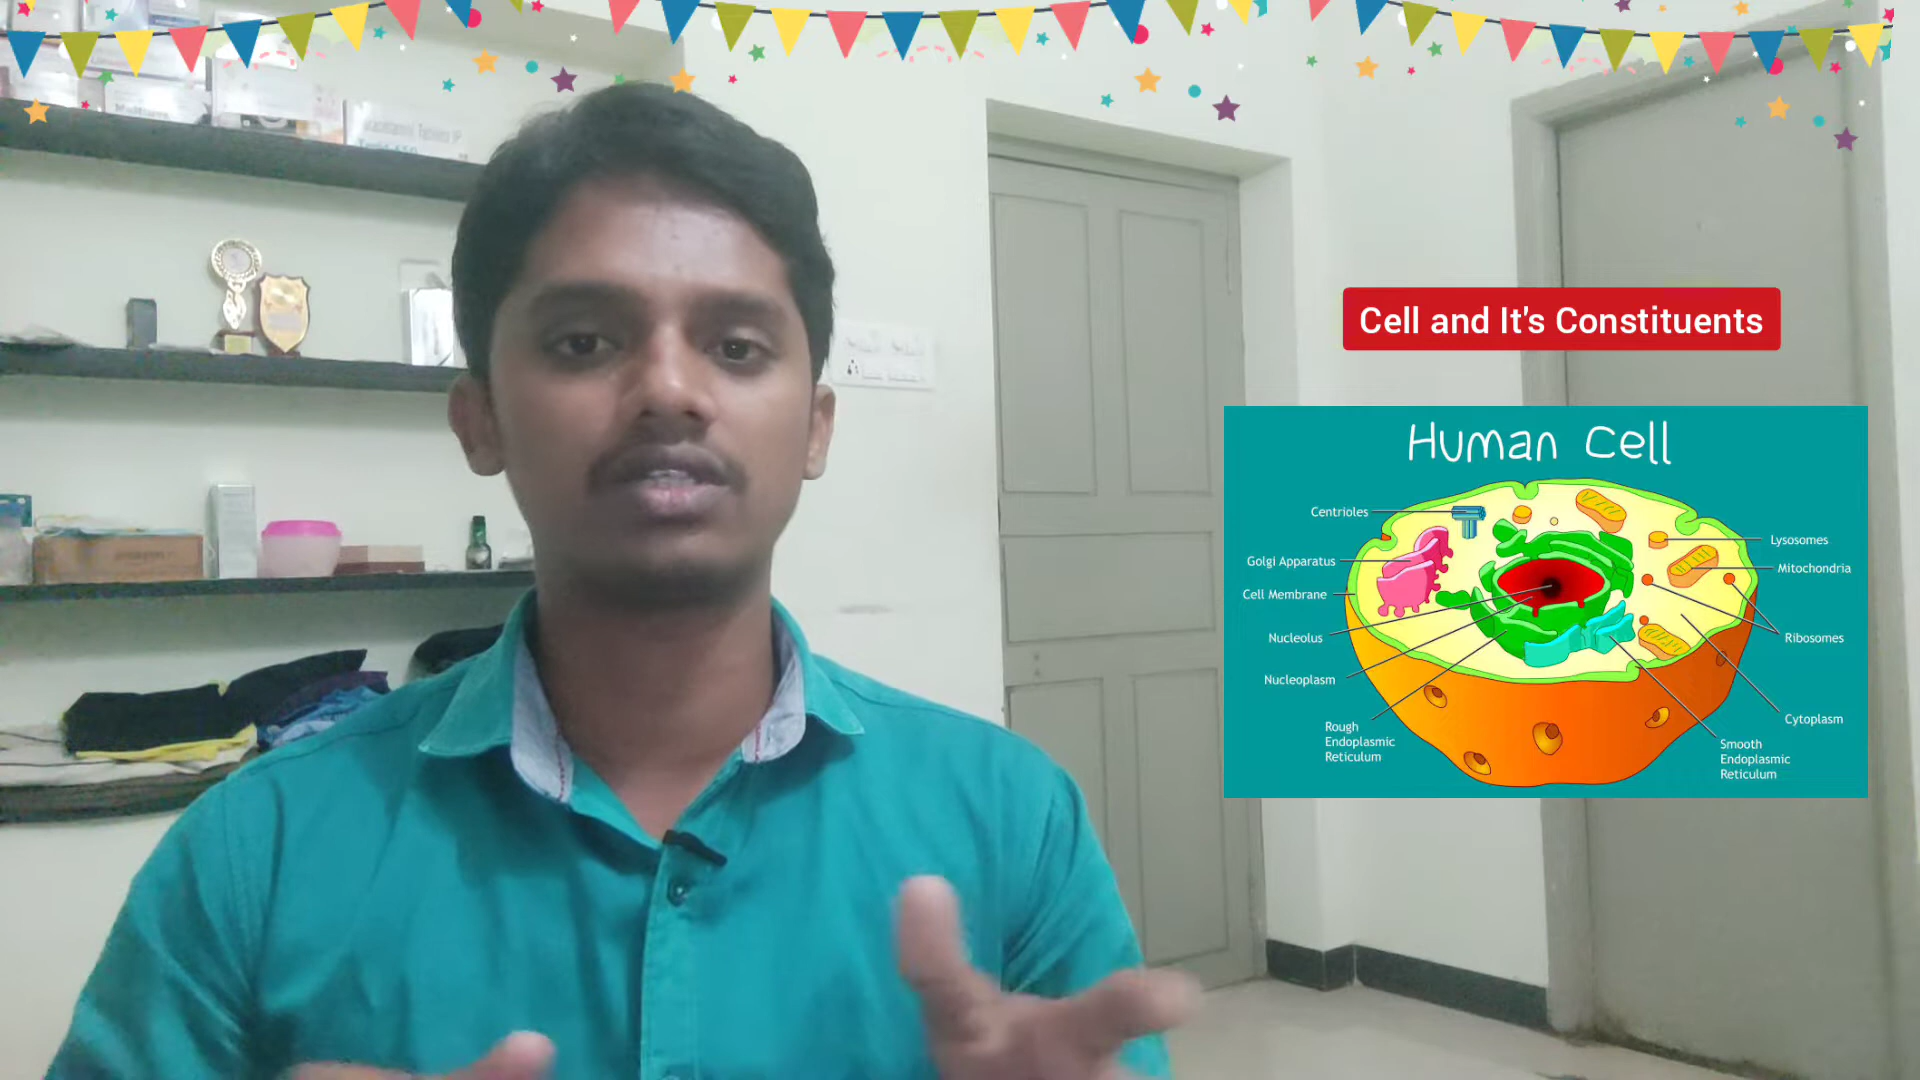 Cell and It's Constituents
Human Cell
Centrioles
Golgi Apparatus
Cell Membrane
Nucleolus
Nucleoplasm
Rough
Endoplasmic
Reticulum
Lysosomes
Mitochondria
Ribosomes
Cytoplasm
Smooth
Endoplasmic
Reticulum